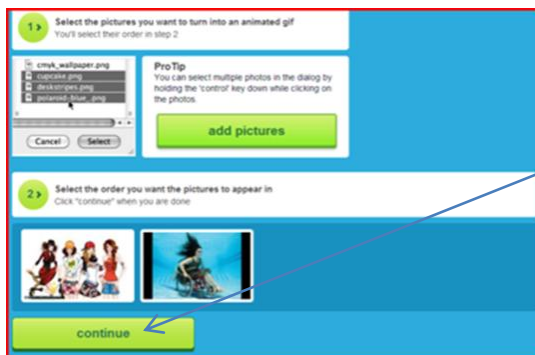 1 Select the pictures you want to turn into an animated gif
You'll select their order in step 2
cmyk_wallpaper.png
cupcake.png
deskstripes.png
polaroid-blue_.png
Cancel Select
ProTip
You can select multiple photos in the dialog by
holding the 'control' key down while clicking on
the photos.
add pictures
2 Select the order you want the pictures to appear in
Click "continue" when you are done
continue